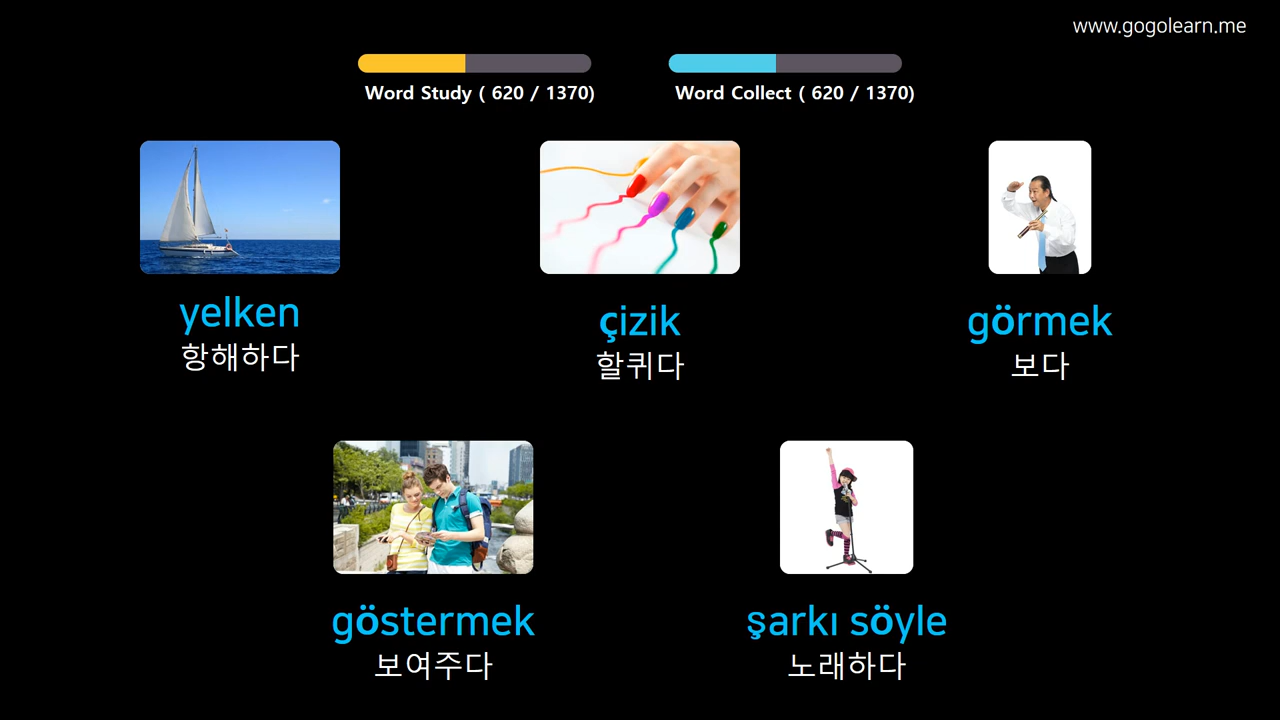 www.gogolearn.me
Word Study ( 620 / 1370)
Word Collect ( 620 / 1370)
yelken
항해하다
çizik
할퀴다
görmek
보다
göstermek
보여주다
şarkı söyle
노래하다